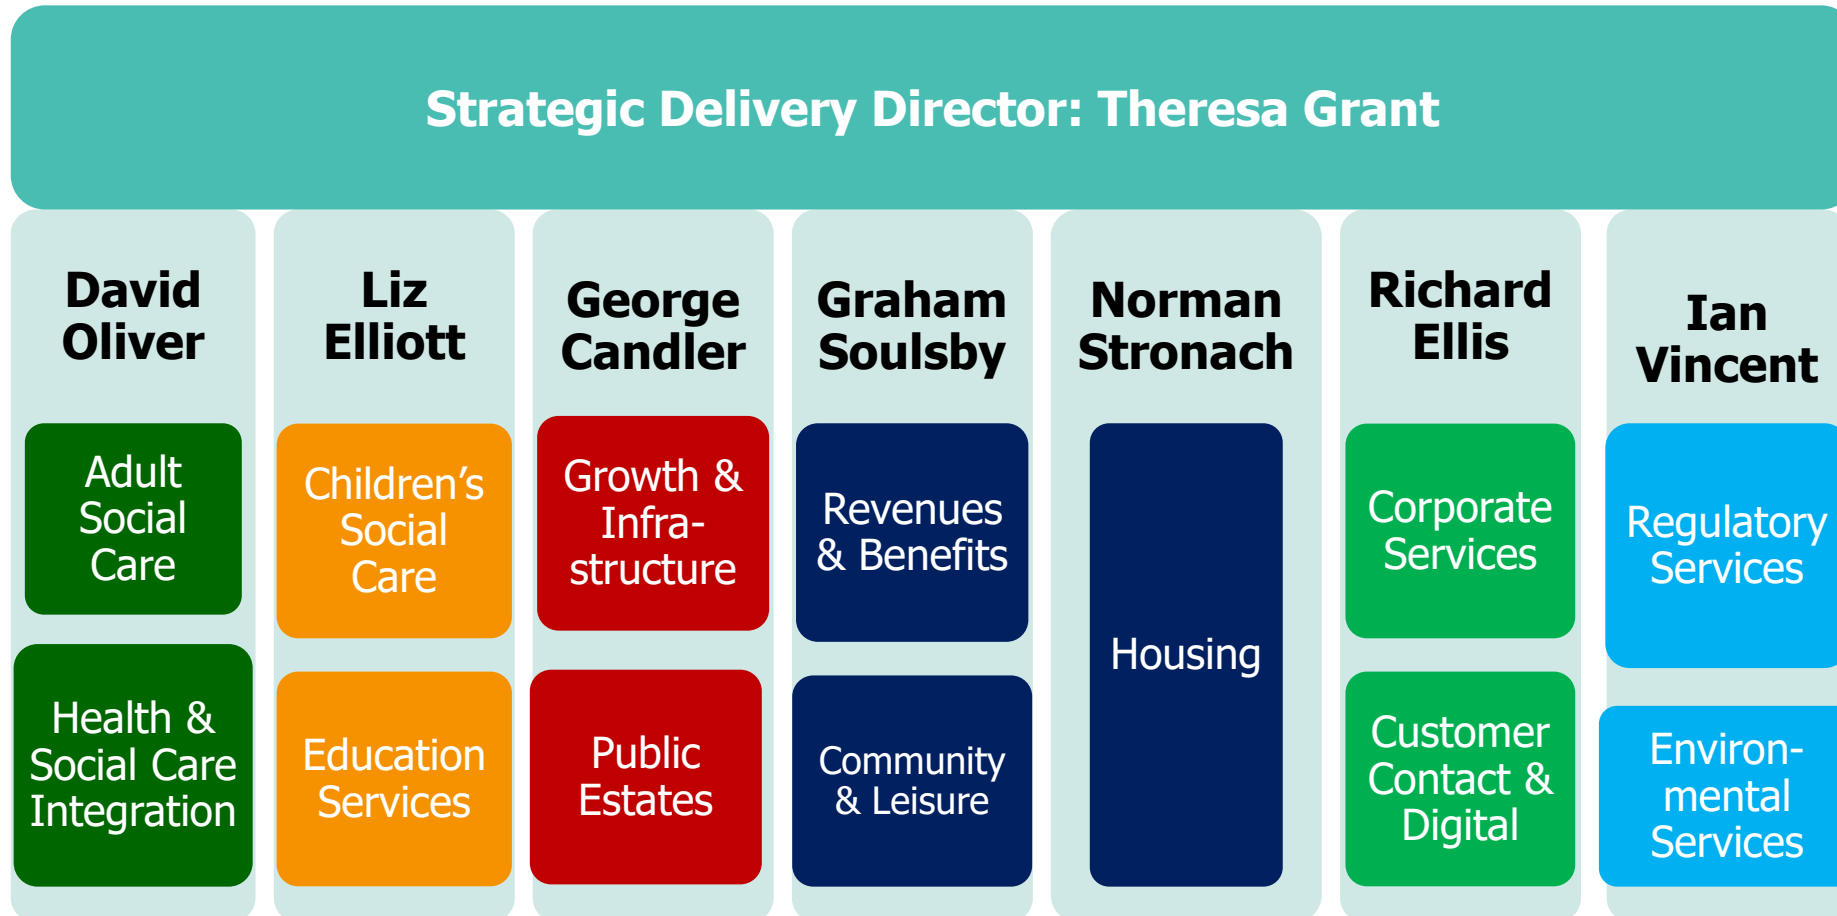 Strategic Delivery Director: Theresa Grant
David
Oliver
Adult
Social
Care
Health &
Social Care
Integration
Liz
Elliott
Children’s
Social
Care
Education
Services
George
Candler
Growth &
Infra-
structure
Public
Estates
Graham
Soulsby
Revenues
& Benefits
Community
& Leisure
Norman
Stronach
Housing
Richard
Ellis
Corporate
Services
Customer
Contact &
Digital
Ian
Vincent
Regulatory
Services
Environ-
mental
Services